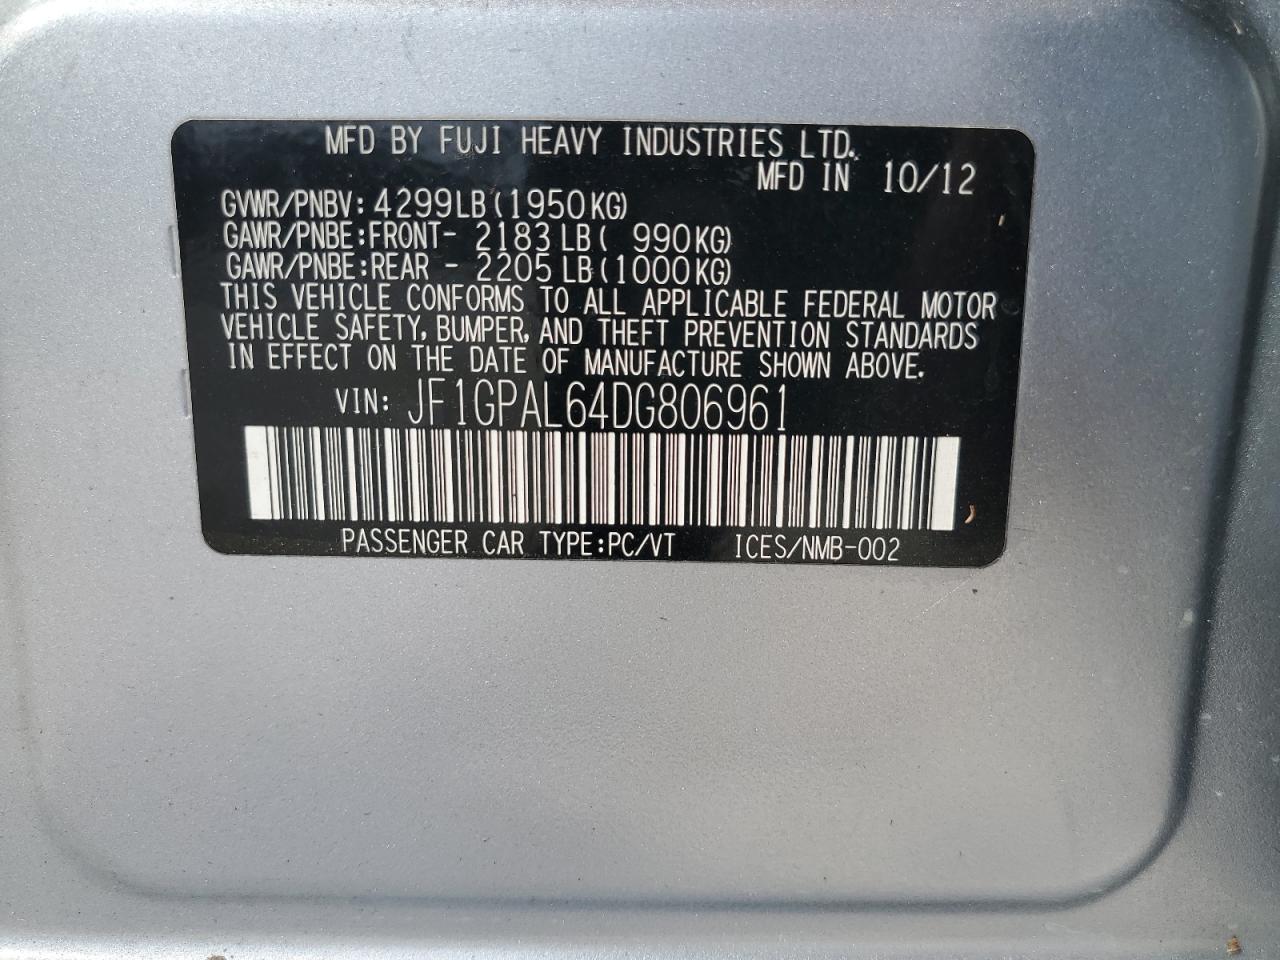 MFD BY FUJI HEAVY INDUSTRIES LTD.
MFD IN 10/12
GVWR/PNBV: 4299LB(1950KG)
GAWR/PNBE:FRONT- 2183LB( 990KG)
GAWR/PNBE:REAR - 2205LB(1000KG)
THIS VEHICLE CONFORMS TO ALL APPLICABLE FEDERAL MOTOR
VEHICLE SAFETY, BUMPER, AND THEFT PREVENTION STANDARDS
IN EFFECT ON THE DATE OF MANUFACTURE SHOWN ABOVE.
VIN: JF1GPAL64DG806961
PASSENGER CAR TYPE:PC/VT ICES/NMB-002